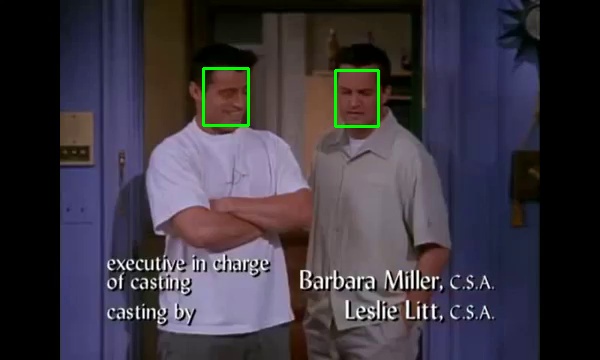 executive in charge
of casting
Barbara Miller, C.S.A.
casting by
Leslie Litt, C.S.A.